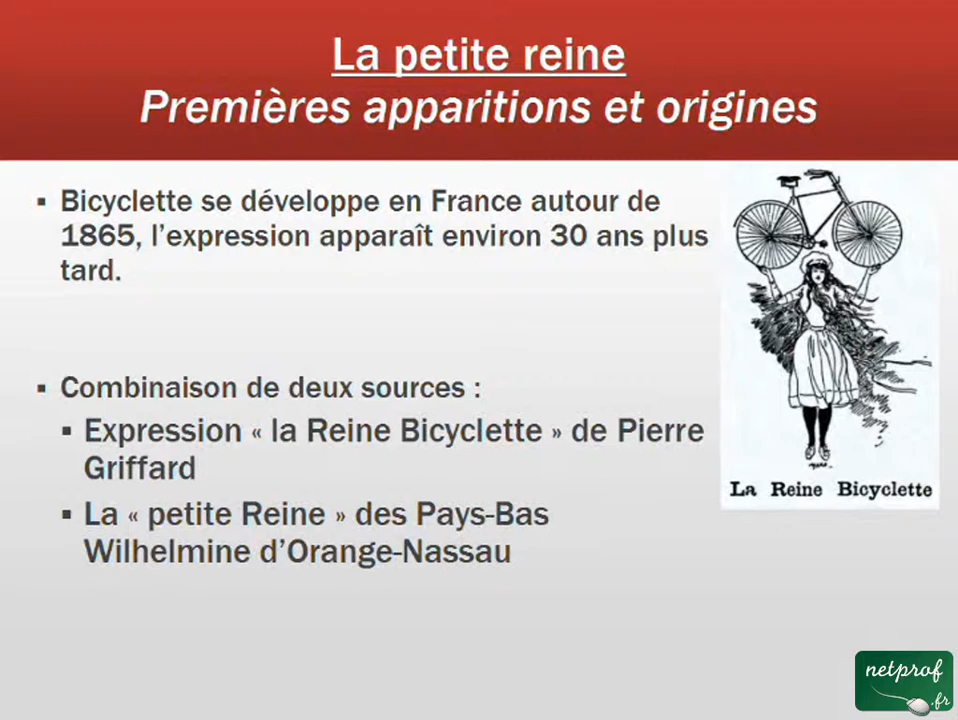 La petite reine
Premières apparitions et origines
▪ Bicyclette se développe en France autour de
1865, l'expression apparaît environ 30 ans plus
tard.
▪ Combinaison de deux sources :
▪ Expression « la Reine Bicyclette » de Pierre
Griffard
▪ La « petite Reine » des Pays-Bas
Wilhelmine d'Orange-Nassau
La Reine Bicyclette
netprof
.fr